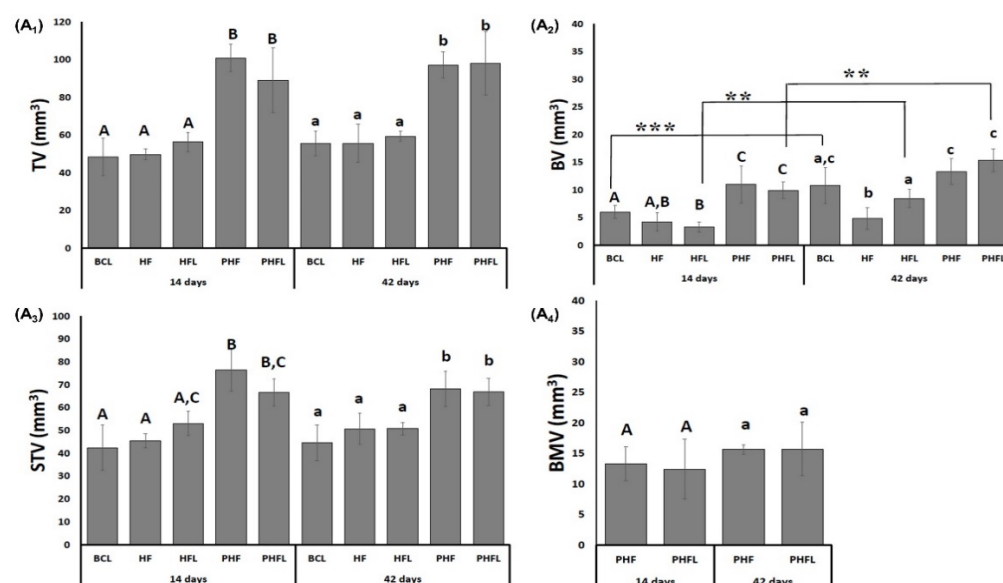 (A₁)
TV (mm³)
120
100
80
60
40
20
0
A A A B B a a a b b
BCL HF HFL PHF PHFL BCL HF HFL PHF PHFL
14 days 42 days
(A₂)
BV (mm³)
40
35
30
25
20
15
10
5
0
**
**
***
A A,B B C C a,c b a c c
BCL HF HFL PHF PHFL BCL HF HFL PHF PHFL
14 days 42 days
(A₃)
STV (mm³)
100
90
80
70
60
50
40
30
20
10
0
A A A,C B B,C a a a b b
BCL HF HFL PHF PHFL BCL HF HFL PHF PHFL
14 days 42 days
(A₄)
BMV (mm³)
40
35
30
25
20
15
10
5
0
A A a a
PHF PHFL PHF PHFL
14 days 42 days